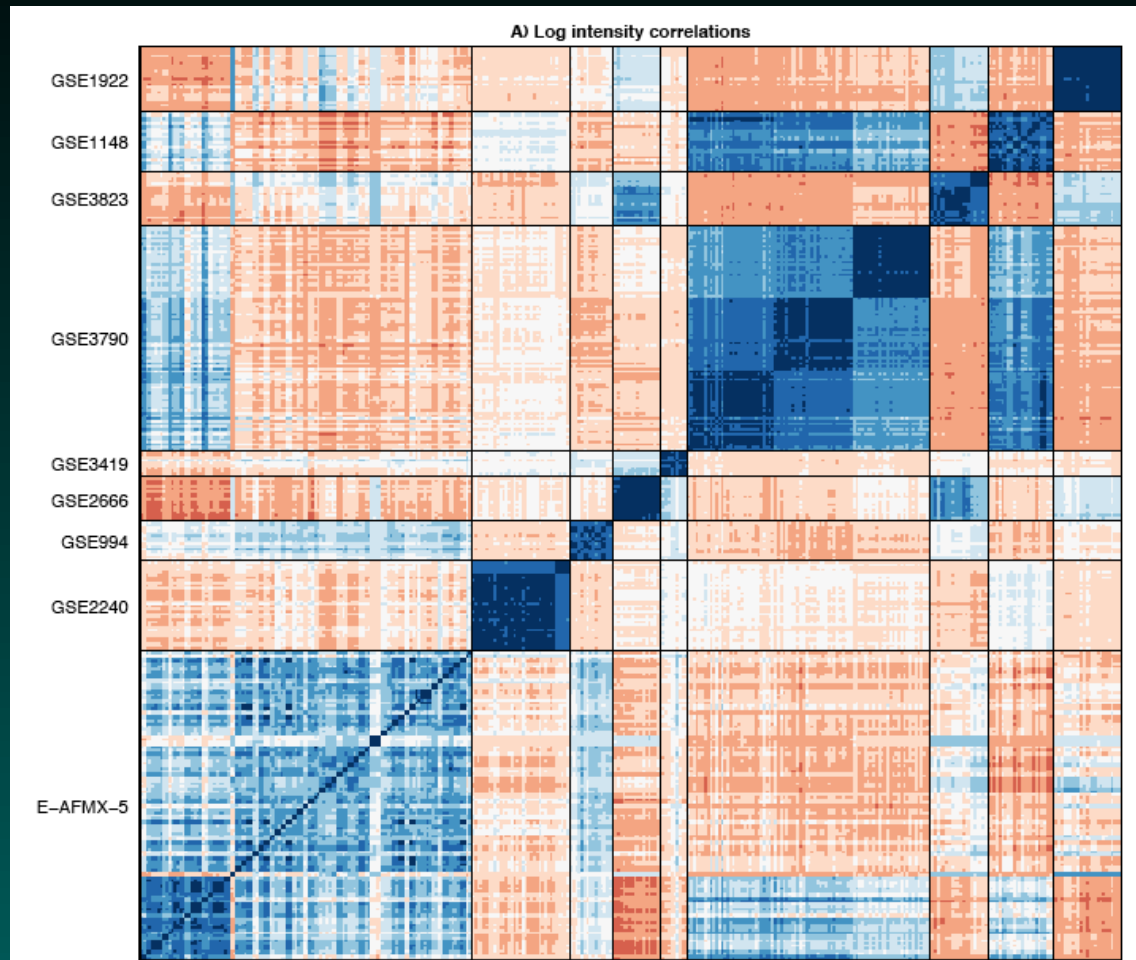 A) Log intensity correlations
GSE1922
GSE1148
GSE3823
GSE3790
GSE3419
GSE2666
GSE994
GSE2240
E−AFMX−5